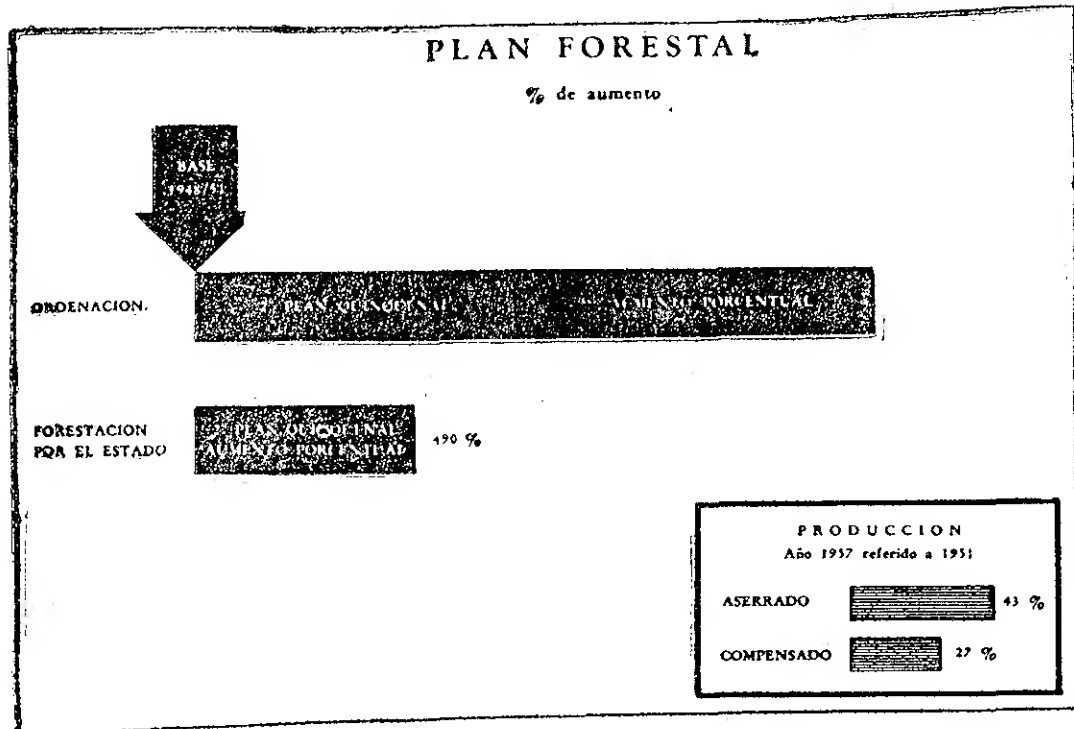 PLAN FORESTAL
% de aumento
BASE
1948/51
ORDENACION.
PLAN QUINQUENAL AUMENTO PORCENTUAL
FORESTACION
POR EL ESTADO
PLAN QUINQUENAL
AUMENTO PORCENTUAL
490 %
PRODUCCION
Año 1957 referido a 1951
ASERRADO 43 %
COMPENSADO 27 %